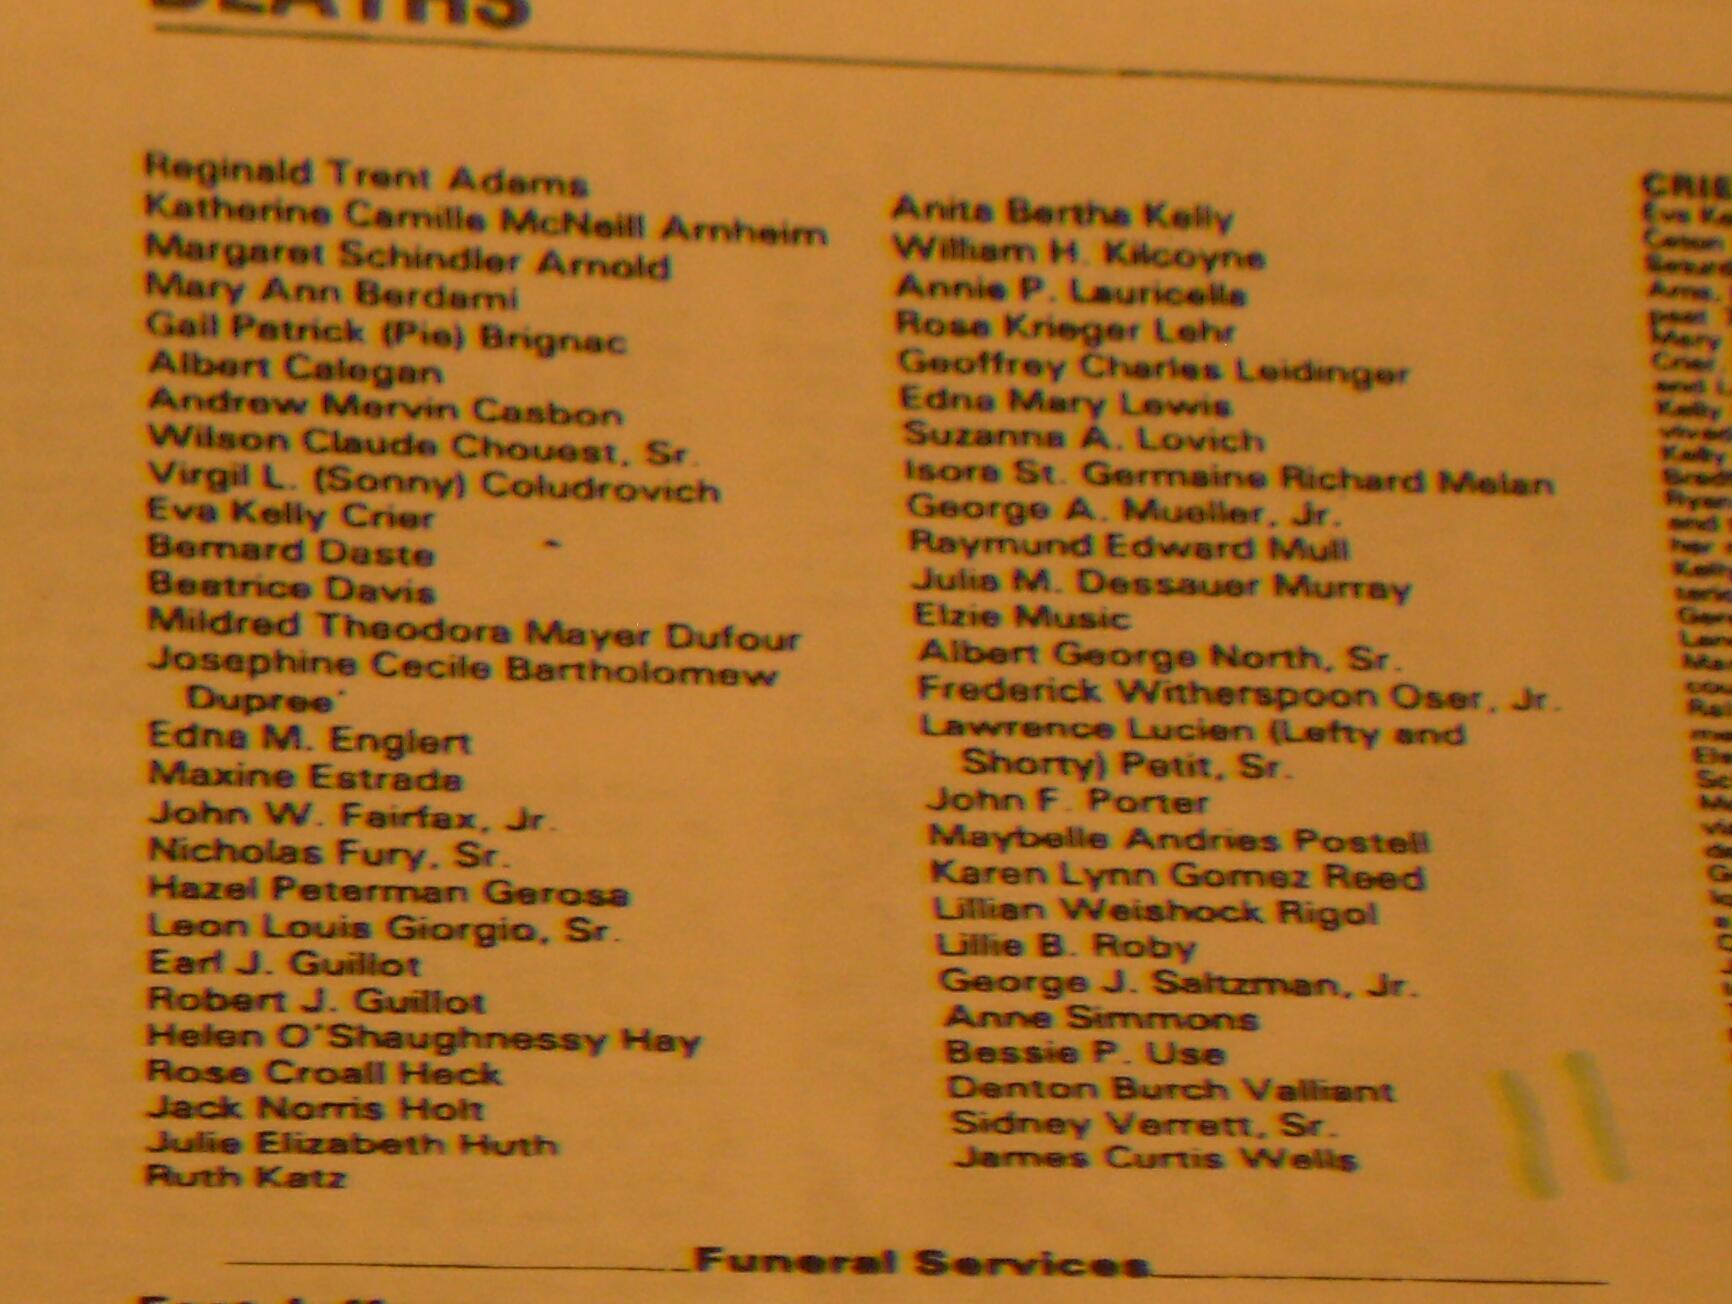 DEATHS
Reginald Trent Adams
Katherine Camille McNeill Arnheim
Margaret Schindler Arnold
Mary Ann Berdami
Gail Patrick (Pie) Brignac
Albert Calegan
Andrew Mervin Casbon
Wilson Claude Chouest, Sr.
Virgil L. (Sonny) Coludrovich
Eva Kelly Crier
Bernard Daste
Beatrice Davis
Mildred Theodora Mayer Dufour
Josephine Cecile Bartholomew
Dupree'
Edna M. Englert
Maxine Estrada
John W. Fairfax, Jr.
Nicholas Fury, Sr.
Hazel Peterman Gerosa
Leon Louis Giorgio, Sr.
Earl J. Guillot
Robert J. Guillot
Helen O'Shaughnessy Hay
Rose Croall Heck
Jack Norris Holt
Julie Elizabeth Huth
Ruth Katz
Anita Bertha Kelly
William H. Kilcoyne
Annie P. Lauricella
Rose Krieger Lehr
Geoffrey Charles Leidinger
Edna Mary Lewis
Suzanna A. Lovich
Isora St. Germaine Richard Melan
George A. Mueller, Jr.
Raymund Edward Mull
Julia M. Dessauer Murray
Elzie Music
Albert George North, Sr.
Frederick Witherspoon Oser, Jr.
Lawrence Lucien (Lefty and
Shorty) Petit, Sr.
John F. Porter
Maybelle Andries Postell
Karen Lynn Gomez Reed
Lillian Weishock Rigol
Lillie B. Roby
George J. Saltzman, Jr.
Anne Simmons
Bessie P. Use
Denton Burch Valliant
Sidney Verrett, Sr.
James Curtis Wells
Funeral Services